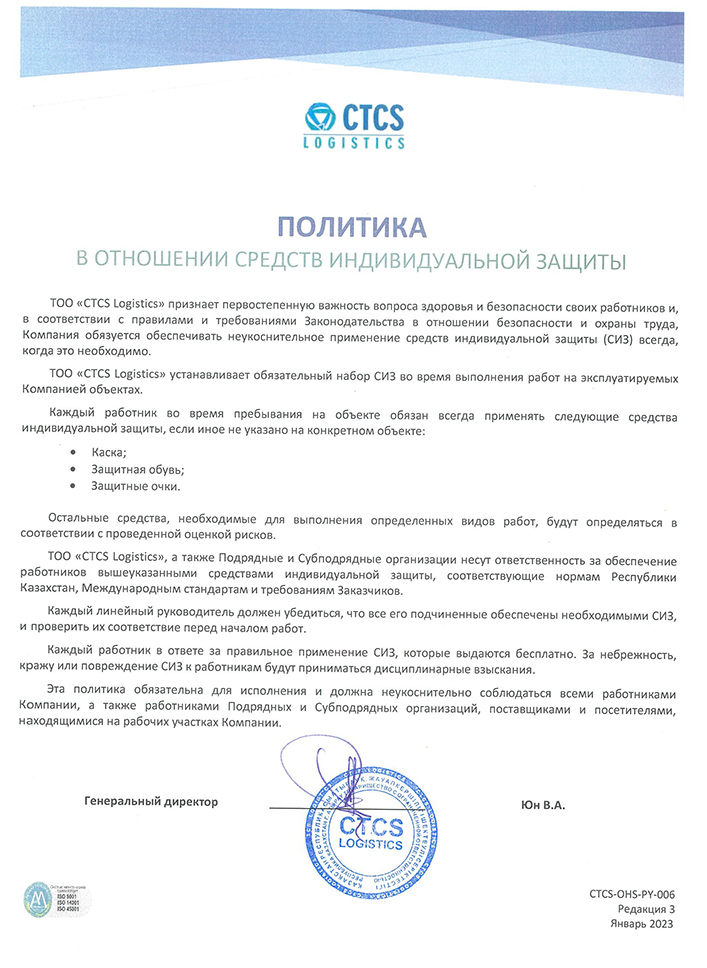 CTCS
LOGISTICS
ПОЛИТИКА
В ОТНОШЕНИИ СРЕДСТВ ИНДИВИДУАЛЬНОЙ ЗАЩИТЫ
ТОО «CTCS Logistics» признает первостепенную важность вопроса здоровья и безопасности своих работников и,
в соответствии с правилами и требованиями Законодательства в отношении безопасности и охраны труда,
Компания обязуется обеспечивать неукоснительное применение средств индивидуальной защиты (СИЗ) всегда,
когда это необходимо.
ТОО «CTCS Logistics» устанавливает обязательный набор СИЗ во время выполнения работ на эксплуатируемых
Компанией объектах.
Каждый работник во время пребывания на объекте обязан всегда применять следующие средства
индивидуальной защиты, если иное не указано на конкретном объекте:
• Каска;
• Защитная обувь;
• Защитные очки.
Остальные средства, необходимые для выполнения определенных видов работ, будут определяться в
соответствии с проведенной оценкой рисков.
ТОО «CTCS Logistics», а также Подрядные и Субподрядные организации несут ответственность за обеспечение
работников вышеуказанными средствами индивидуальной защиты, соответствующие нормам Республики
Казахстан, Международным стандартам и требованиям Заказчиков.
Каждый линейный руководитель должен убедиться, что все его подчиненные обеспечены необходимыми СИЗ,
и проверить их соответствие перед началом работ.
Каждый работник в ответе за правильное применение СИЗ, которые выдаются бесплатно. За небрежность,
кражу или повреждение СИЗ к работникам будут приниматься дисциплинарные взыскания.
Эта политика обязательна для исполнения и должна неукоснительно соблюдаться всеми работниками
Компании, а также работниками Подрядных и Субподрядных организаций, поставщиками и посетителями,
находящимися на рабочих участках Компании.
Генеральный директор
Юн В.А.
CTCS
LOGISTICS
ISO 9001
ISO 14001
ISO 45001
CTCS-OHS-PY-006
Редакция 3
Январь 2023